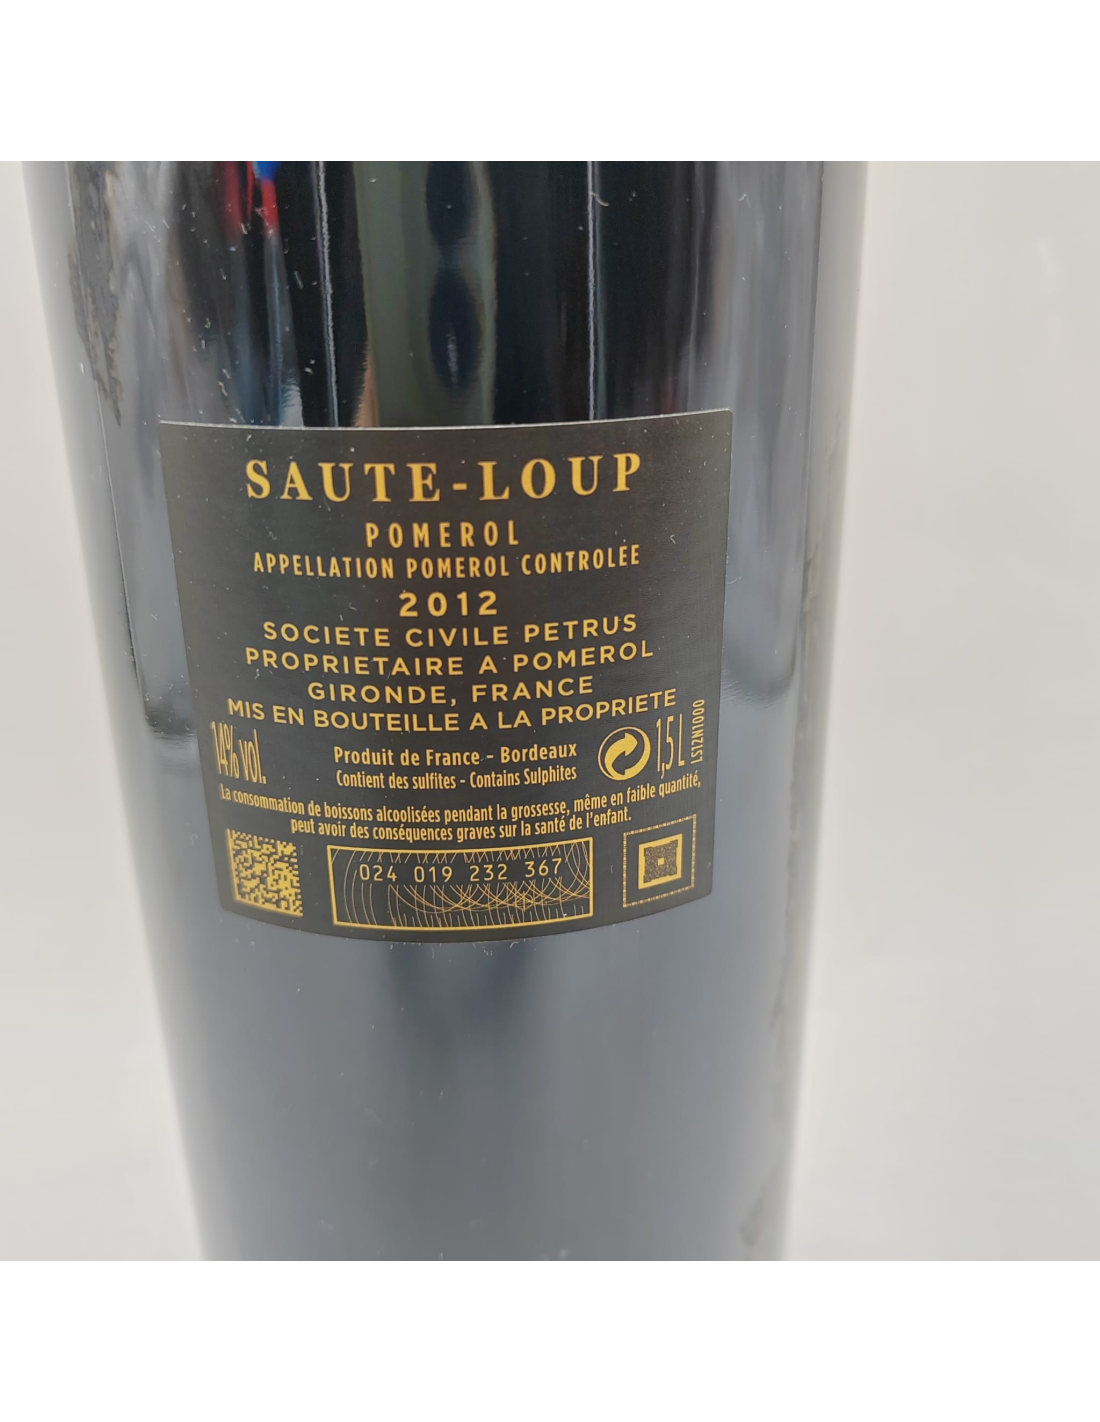 SAUTE-LOUP
POMEROL
APPELLATION POMEROL CONTROLÉE
2012
SOCIETE CIVILE PETRUS
PROPRIETAIRE A POMEROL
GIRONDE, FRANCE
MIS EN BOUTEILLE A LA PROPRIETE
14% vol.
Produit de France - Bordeaux
Contient des sulfites - Contains Sulphites
1,5 L
LS12N1000
La consommation de boissons alcoolisées pendant la grossesse, même en faible quantité,
peut avoir des conséquences graves sur la santé de l'enfant.
024 019 232 367